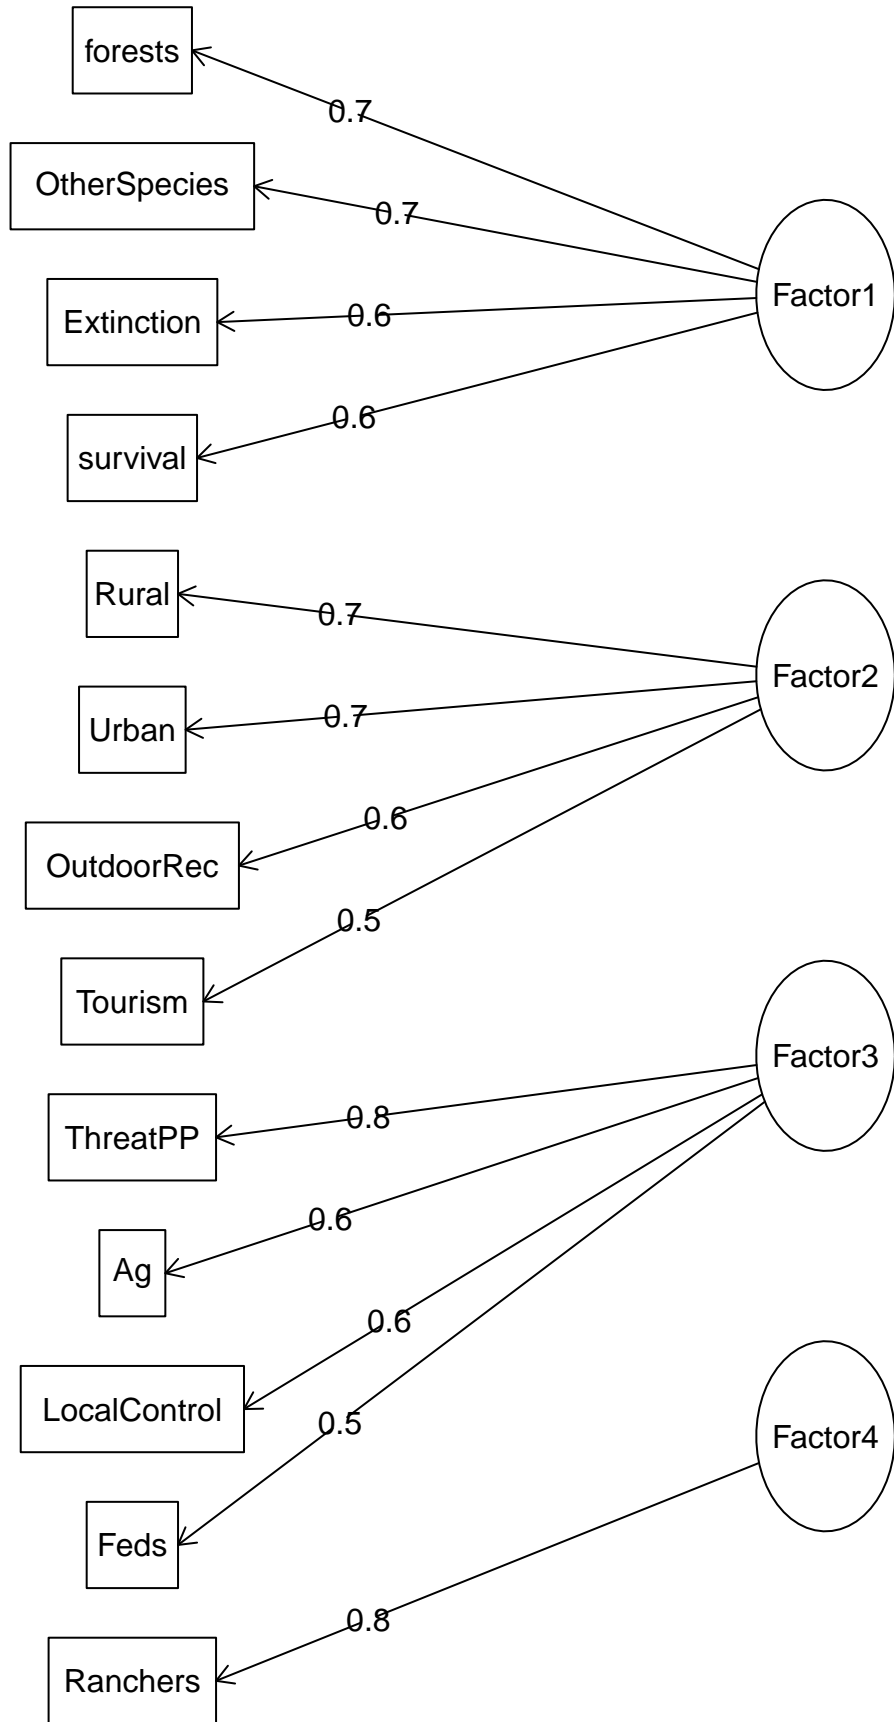 forests
0.7
OtherSpecies
0.7
Factor1
Extinction
0.6
survival
0.6
Rural
0.7
Factor2
Urban
0.7
OutdoorRec
0.6
Tourism
0.5
Factor3
ThreatPP
0.8
Ag
0.6
LocalControl
0.6
Feds
0.5
Factor4
Ranchers
0.8